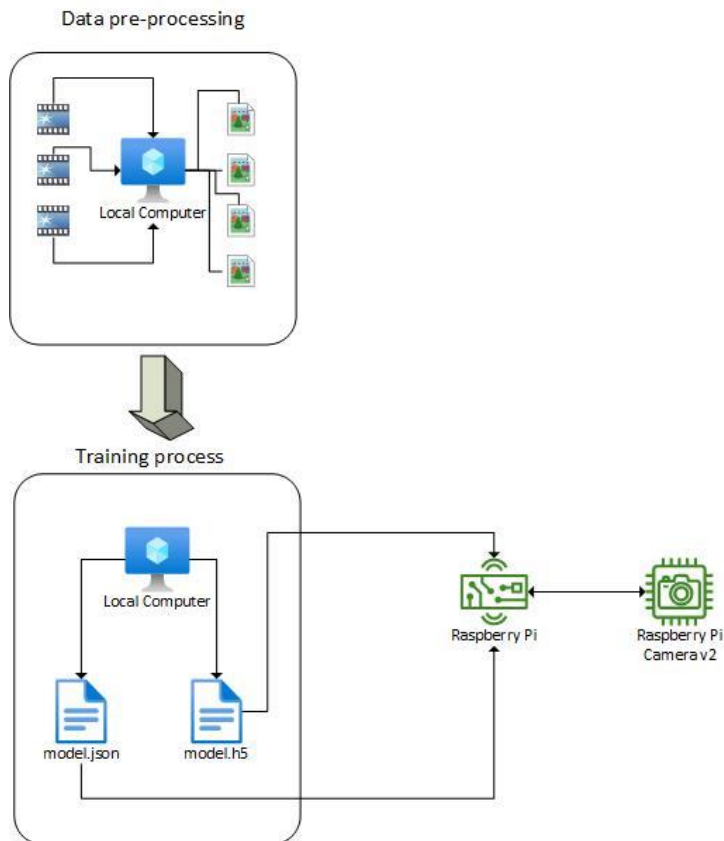 Data pre-processing
Local Computer
Training process
Local Computer
model.json
model.h5
Raspberry Pi
Raspberry Pi
Camera v2